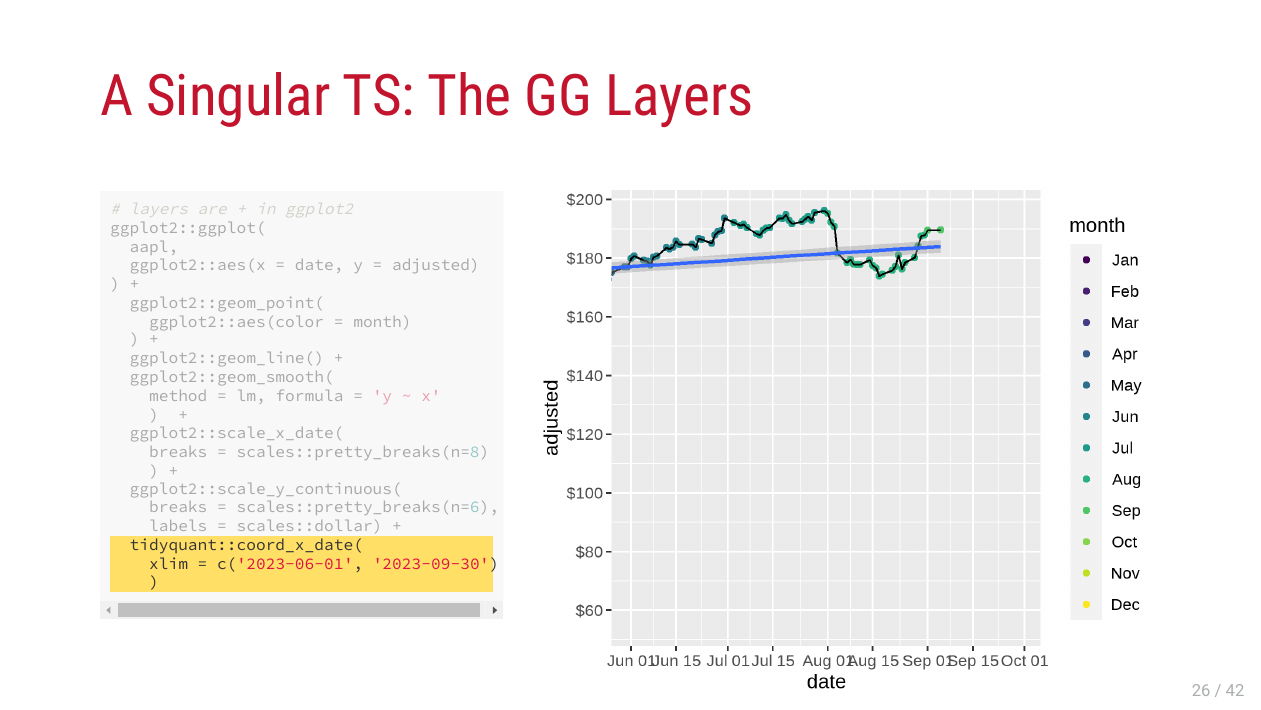 A Singular TS: The GG Layers
# layers are + in ggplot2
ggplot2::ggplot(
  aapl,
  ggplot2::aes(x = date, y = adjusted)
) +
  ggplot2::geom_point(
    ggplot2::aes(color = month)
  ) +
  ggplot2::geom_line() +
  ggplot2::geom_smooth(
    method = lm, formula = 'y ~ x'
    )  +
  ggplot2::scale_x_date(
    breaks = scales::pretty_breaks(n=8)
    ) +
  ggplot2::scale_y_continuous(
    breaks = scales::pretty_breaks(n=6),
    labels = scales::dollar) +
  tidyquant::coord_x_date(
    xlim = c('2023-06-01', '2023-09-30')
    )
$200
$180
$160
$140
$120
$100
$80
$60
adjusted
Jun 01 Jun 15 Jul 01 Jul 15 Aug 01 Aug 15 Sep 01 Sep 15 Oct 01
date
month
Jan
Feb
Mar
Apr
May
Jun
Jul
Aug
Sep
Oct
Nov
Dec
26 / 42